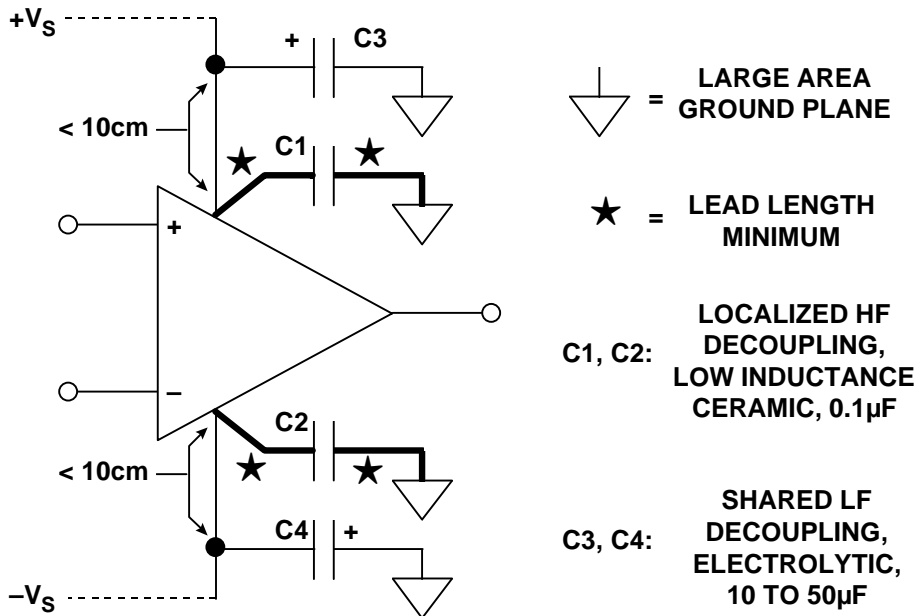 +VS
+ C3
< 10cm
C1
+
−
C2
< 10cm
C4 +
−VS
= LARGE AREA
GROUND PLANE
= LEAD LENGTH
MINIMUM
C1, C2: LOCALIZED HF
DECOUPLING,
LOW INDUCTANCE
CERAMIC, 0.1µF
C3, C4: SHARED LF
DECOUPLING,
ELECTROLYTIC,
10 TO 50µF